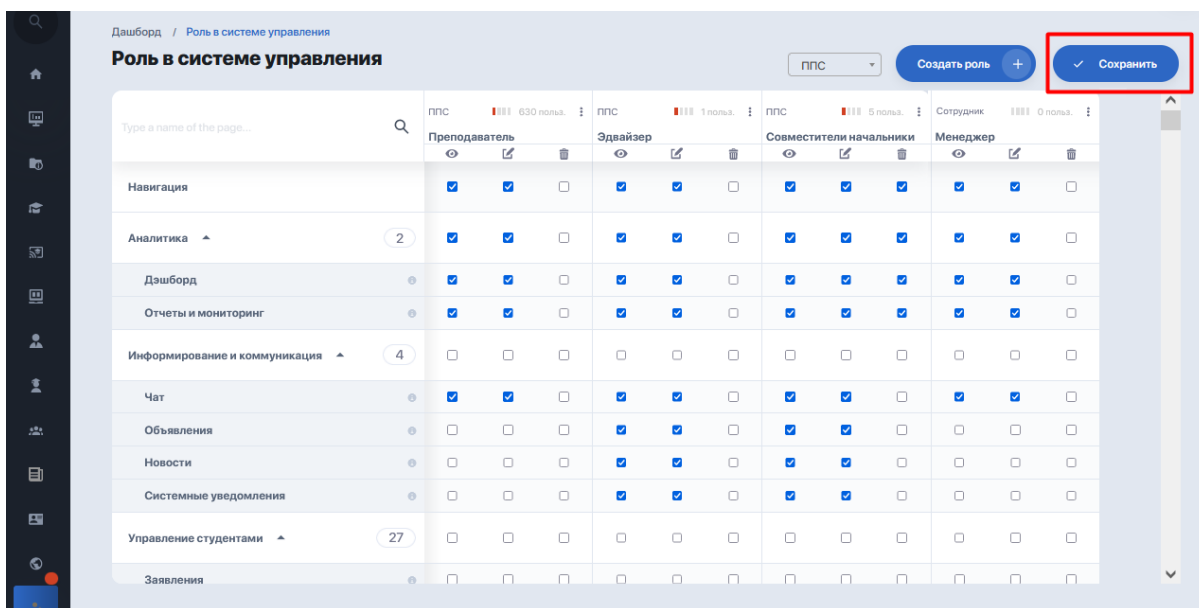 Дашборд / Роль в системе управления
Роль в системе управления
ППС
Создать роль +
Сохранить
Type a name of the page...
ППС 630 польз.
Преподаватель
ППС 1 польз.
Эдвайзер
ППС 5 польз.
Совместители начальники
Сотрудник 0 польз.
Менеджер
Навигация
Аналитика 2
Дэшборд
Отчеты и мониторинг
Информирование и коммуникация 4
Чат
Объявления
Новости
Системные уведомления
Управление студентами 27
Заявления